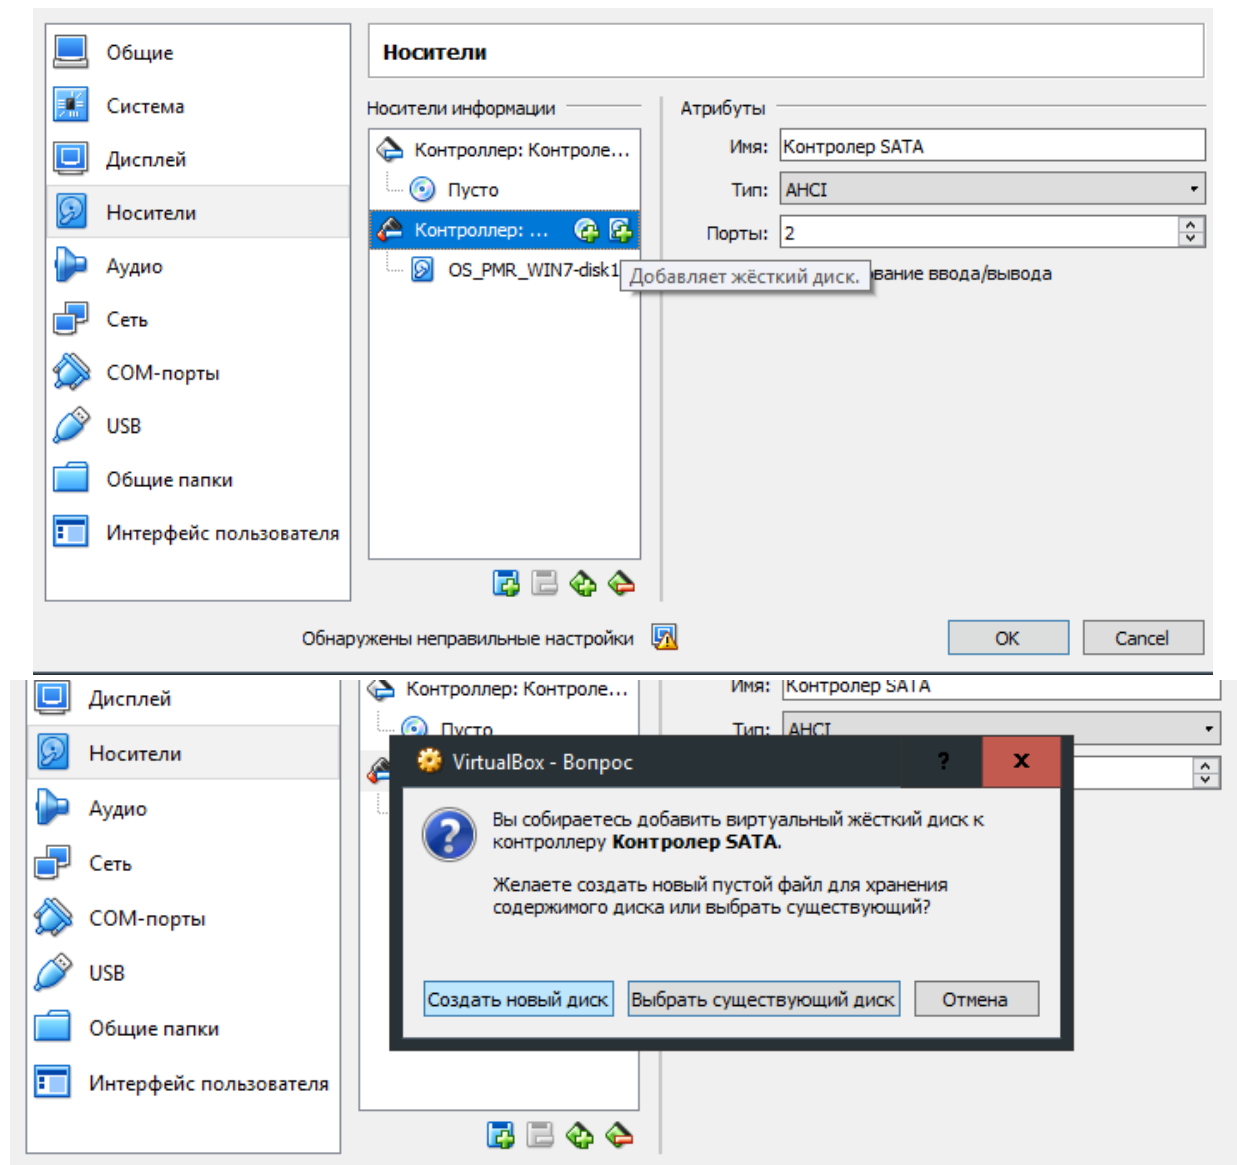 Общие
Система
Дисплей
Носители
Аудио
Сеть
COM-порты
USB
Общие папки
Интерфейс пользователя
Носители
Носители информации
Контроллер: Контроле...
Пусто
Контроллер: ...
OS_PMR_WIN7-disk1
Добавляет жёсткий диск.
Атрибуты
Имя: Контролер SATA
Тип: AHCI
Порты: 2
вание ввода/вывода
Обнаружены неправильные настройки
OK
Cancel
Дисплей
Носители
Аудио
Сеть
COM-порты
USB
Общие папки
Интерфейс пользователя
Контроллер: Контроле...
Пусто
Имя: Контролер SATA
Тип: AHCI
VirtualBox - Вопрос
? X
Вы собираетесь добавить виртуальный жёсткий диск к
контроллеру Контролер SATA.
Желаете создать новый пустой файл для хранения
содержимого диска или выбрать существующий?
Создать новый диск
Выбрать существующий диск
Отмена